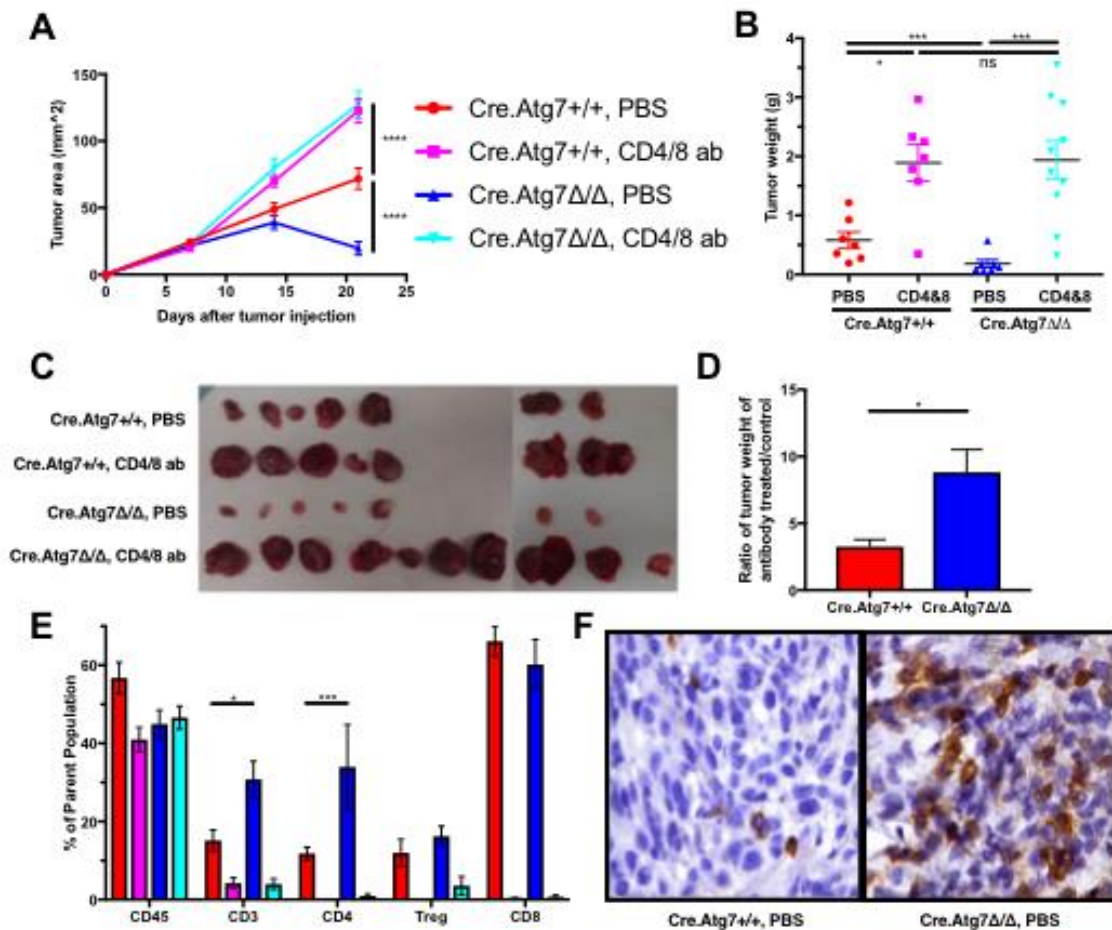 A
Tumor area (mm^2)
150
100
50
0
0 5 10 15 20 25
Days after tumor injection
****
****
Cre.Atg7+/+, PBS
Cre.Atg7+/+, CD4/8 ab
Cre.Atg7Δ/Δ, PBS
Cre.Atg7Δ/Δ, CD4/8 ab
B
Tumor weight (g)
4
3
2
1
0
*** ***
* ns
PBS CD4&8 PBS CD4&8
Cre.Atg7+/+ Cre.Atg7Δ/Δ
C
Cre.Atg7+/+, PBS
Cre.Atg7+/+, CD4/8 ab
Cre.Atg7Δ/Δ, PBS
Cre.Atg7Δ/Δ, CD4/8 ab
D
Ratio of tumor weight of
antibody treated/control
15
10
5
0
*
Cre.Atg7+/+ Cre.Atg7Δ/Δ
E
% of Parent Population
60
40
20
0
* ***
CD45 CD3 CD4 Treg CD8
F
Cre.Atg7+/+, PBS Cre.Atg7Δ/Δ, PBS